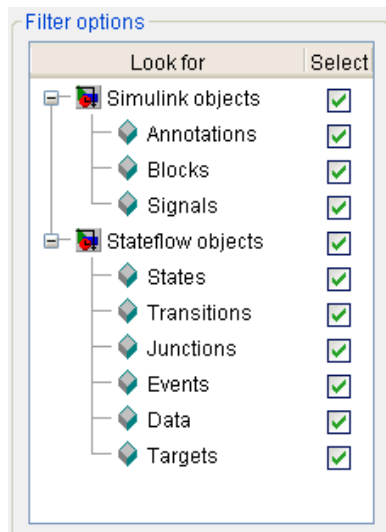 Filter options
Look for Select
Simulink objects
Annotations
Blocks
Signals
Stateflow objects
States
Transitions
Junctions
Events
Data
Targets